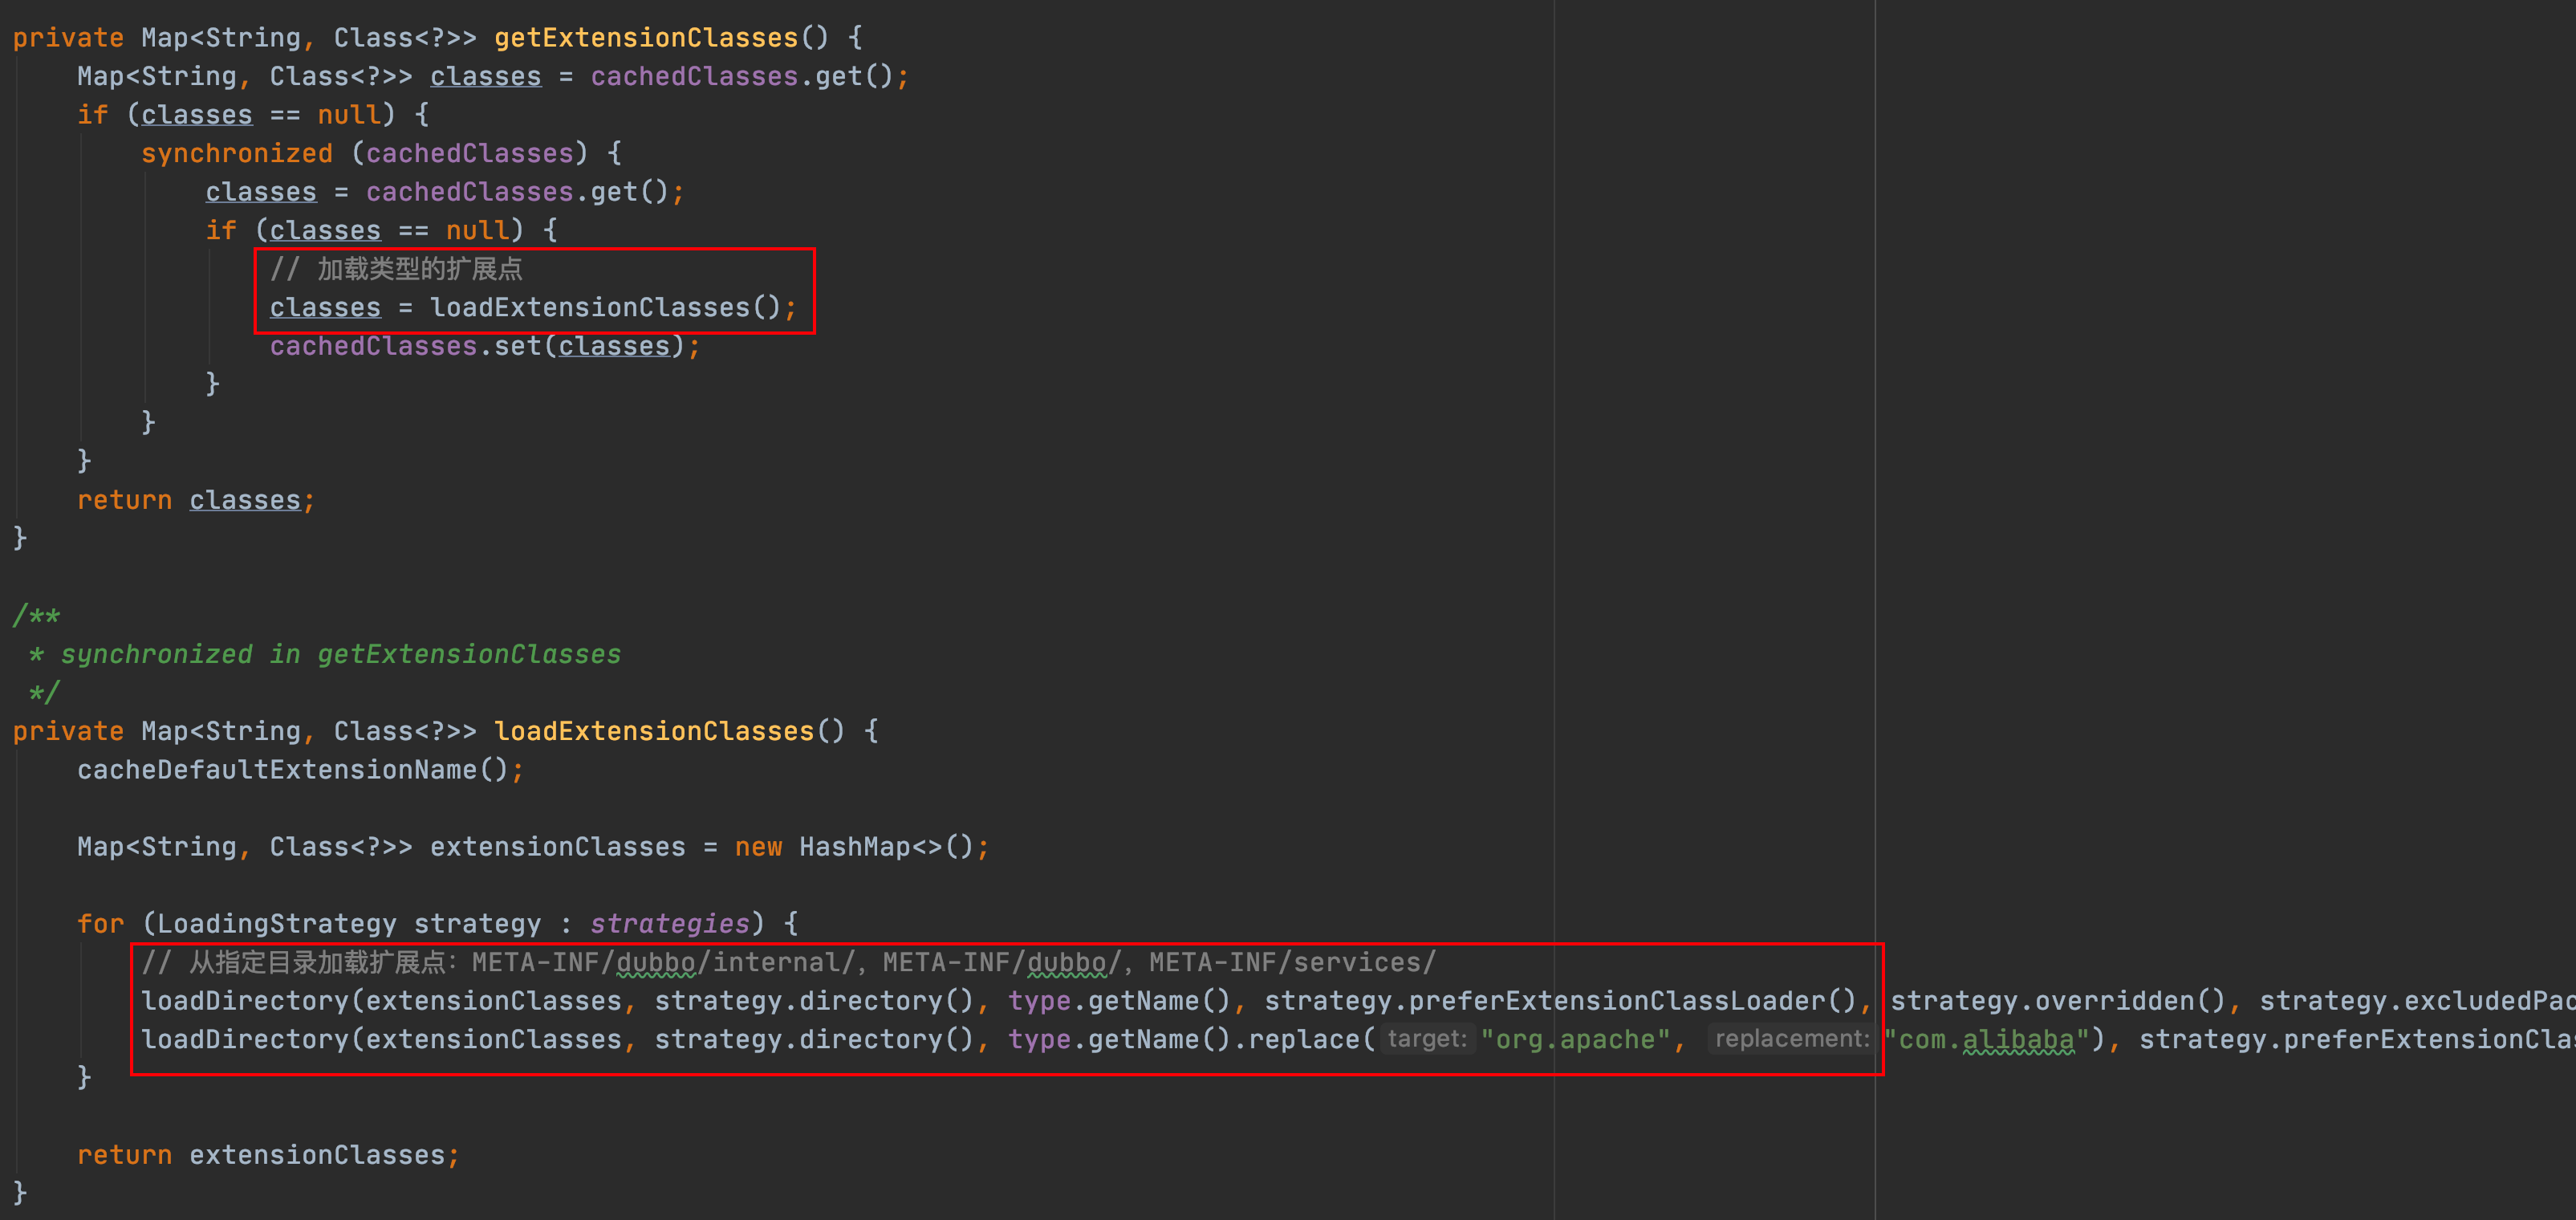 private Map<String, Class<?>> getExtensionClasses() {
    Map<String, Class<?>> classes = cachedClasses.get();
    if (classes == null) {
        synchronized (cachedClasses) {
            classes = cachedClasses.get();
            if (classes == null) {
                // 加载类型的扩展点
                classes = loadExtensionClasses();
                cachedClasses.set(classes);
            }
        }
    }
    return classes;
}
/**
 * synchronized in getExtensionClasses
 */
private Map<String, Class<?>> loadExtensionClasses() {
    cacheDefaultExtensionName();
    Map<String, Class<?>> extensionClasses = new HashMap<>();
    for (LoadingStrategy strategy : strategies) {
        // 从指定目录加载扩展点：META-INF/dubbo/internal/，META-INF/dubbo/，META-INF/services/
        loadDirectory(extensionClasses, strategy.directory(), type.getName(), strategy.preferExtensionClassLoader(), strategy.overridden(), strategy.excludedPac
        loadDirectory(extensionClasses, strategy.directory(), type.getName().replace( target: "org.apache", replacement: "com.alibaba"), strategy.preferExtensionClas
    }
    return extensionClasses;
}